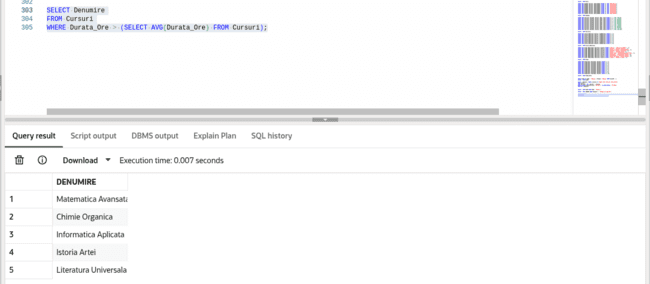 302
303 SELECT Denumire
304 FROM Cursuri
305 WHERE Durata_Ore > (SELECT AVG(Durata_Ore) FROM Cursuri);
Query result Script output DBMS output Explain Plan SQL history
Download Execution time: 0.007 seconds
DENUMIRE
1 Matematica Avansata
2 Chimie Organica
3 Informatica Aplicata
4 Istoria Artei
5 Literatura Universala